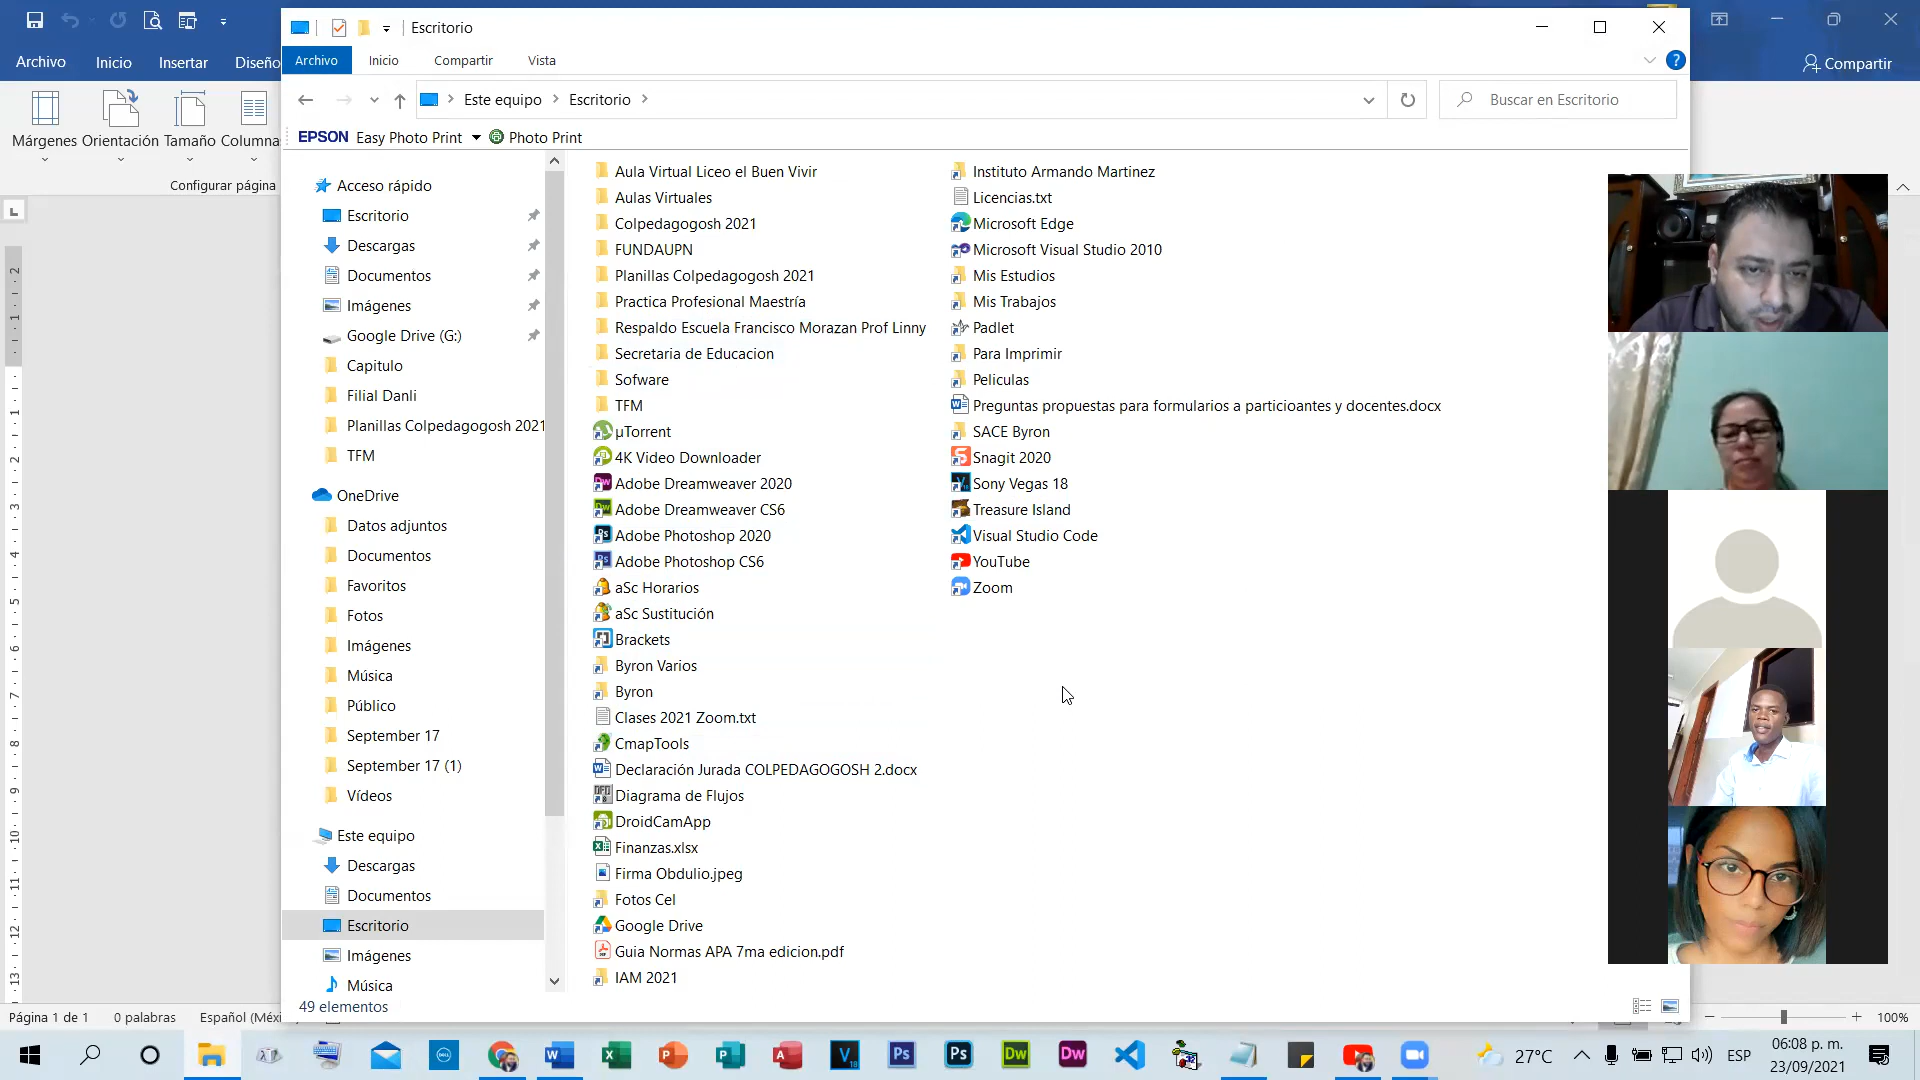 Escritorio
Archivo
Inicio
Insertar
Diseño
Compartir
Archivo
Inicio
Compartir
Vista
Este equipo
Escritorio
Buscar en Escritorio
Márgenes
Orientación
Tamaño
Columna
EPSON Easy Photo Print
Photo Print
Configurar página
Acceso rápido
Escritorio
Descargas
Documentos
Imágenes
Google Drive (G:)
Capitulo
Filial Danli
Planillas Colpedagogosh 2021
TFM
OneDrive
Datos adjuntos
Documentos
Favoritos
Fotos
Imágenes
Música
Público
September 17
September 17 (1)
Vídeos
Este equipo
Descargas
Documentos
Escritorio
Imágenes
Música
Aula Virtual Liceo el Buen Vivir
Aulas Virtuales
Colpedagogosh 2021
FUNDAUPN
Planillas Colpedagogosh 2021
Practica Profesional Maestría
Respaldo Escuela Francisco Morazan Prof Linny
Secretaria de Educacion
Sofware
TFM
µTorrent
4K Video Downloader
Adobe Dreamweaver 2020
Adobe Dreamweaver CS6
Adobe Photoshop 2020
Adobe Photoshop CS6
aSc Horarios
aSc Sustitución
Brackets
Byron Varios
Byron
Clases 2021 Zoom.txt
CmapTools
Declaración Jurada COLPEDAGOGOSH 2.docx
Diagrama de Flujos
DroidCamApp
Finanzas.xlsx
Firma Obdulio.jpeg
Fotos Cel
Google Drive
Guia Normas APA 7ma edicion.pdf
IAM 2021
Instituto Armando Martinez
Licencias.txt
Microsoft Edge
Microsoft Visual Studio 2010
Mis Estudios
Mis Trabajos
Padlet
Para Imprimir
Peliculas
Preguntas propuestas para formularios a particioantes y docentes.docx
SACE Byron
Snagit 2020
Sony Vegas 18
Treasure Island
Visual Studio Code
YouTube
Zoom
49 elementos
Página 1 de 1
0 palabras
Español (Méxi
100%
27°C
ESP
06:08 p. m.
23/09/2021